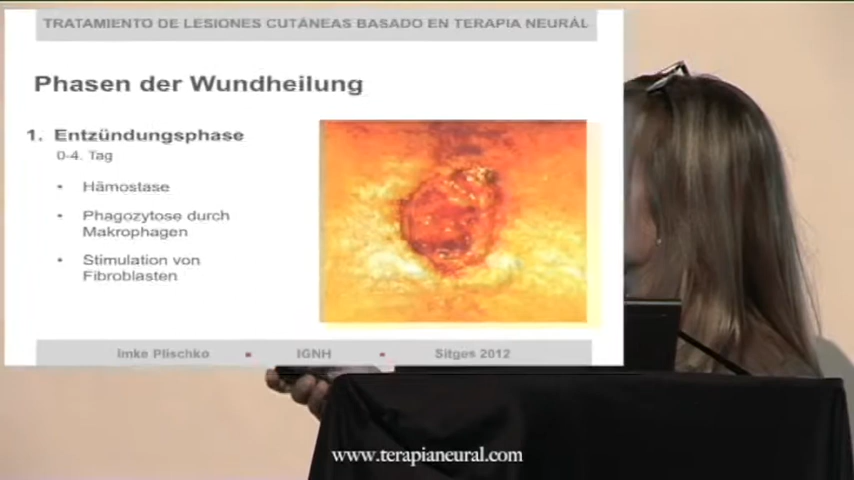 TRATAMIENTO DE LESIONES CUTÁNEAS BASADO EN TERAPIA NEURAL
Phasen der Wundheilung
1. Entzündungsphase
0-4. Tag
• Hämostase
• Phagozytose durch
Makrophagen
• Stimulation von
Fibroblasten
Imke Plischko ▪ IGNH ▪ Sitges 2012
www.terapianeural.com